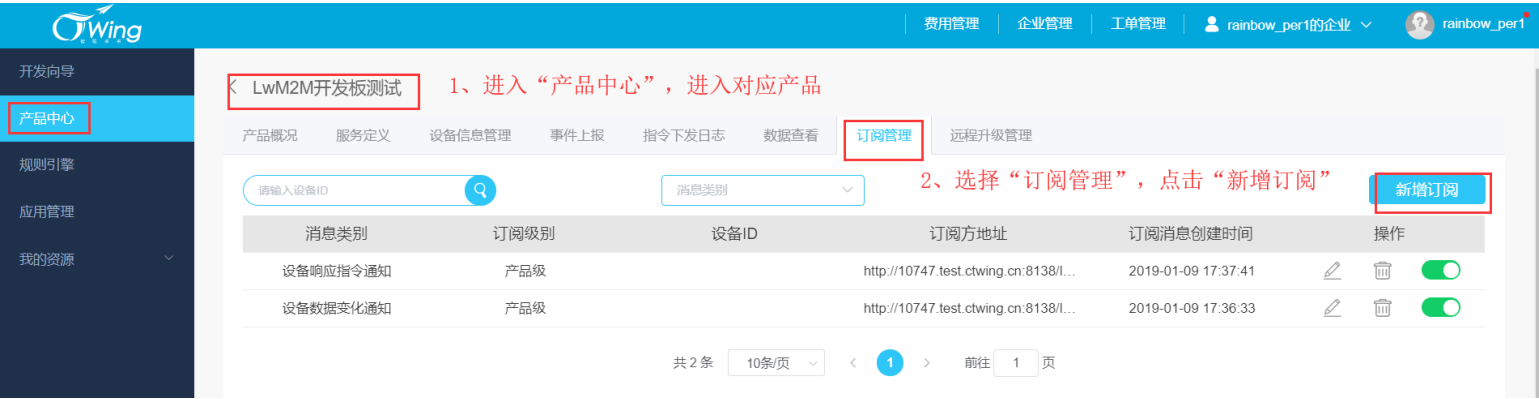 CTWing
费用管理 企业管理 工单管理 rainbow_per1的企业 rainbow_per1
开发向导
产品中心
规则引擎
应用管理
我的资源
< LwM2M开发板测试 1、进入“产品中心”，进入对应产品
产品概况 服务定义 设备信息管理 事件上报 指令下发日志 数据查看 订阅管理 远程升级管理
2、选择“订阅管理”，点击“新增订阅”
请输入设备ID 消息类别 新增订阅
消息类别 订阅级别 设备ID 订阅方地址 订阅消息创建时间 操作
设备响应指令通知 产品级 http://10747.test.ctwing.cn:8138/l... 2019-01-09 17:37:41
设备数据变化通知 产品级 http://10747.test.ctwing.cn:8138/l... 2019-01-09 17:36:33
共2条 10条/页 < 1 > 前往 1 页